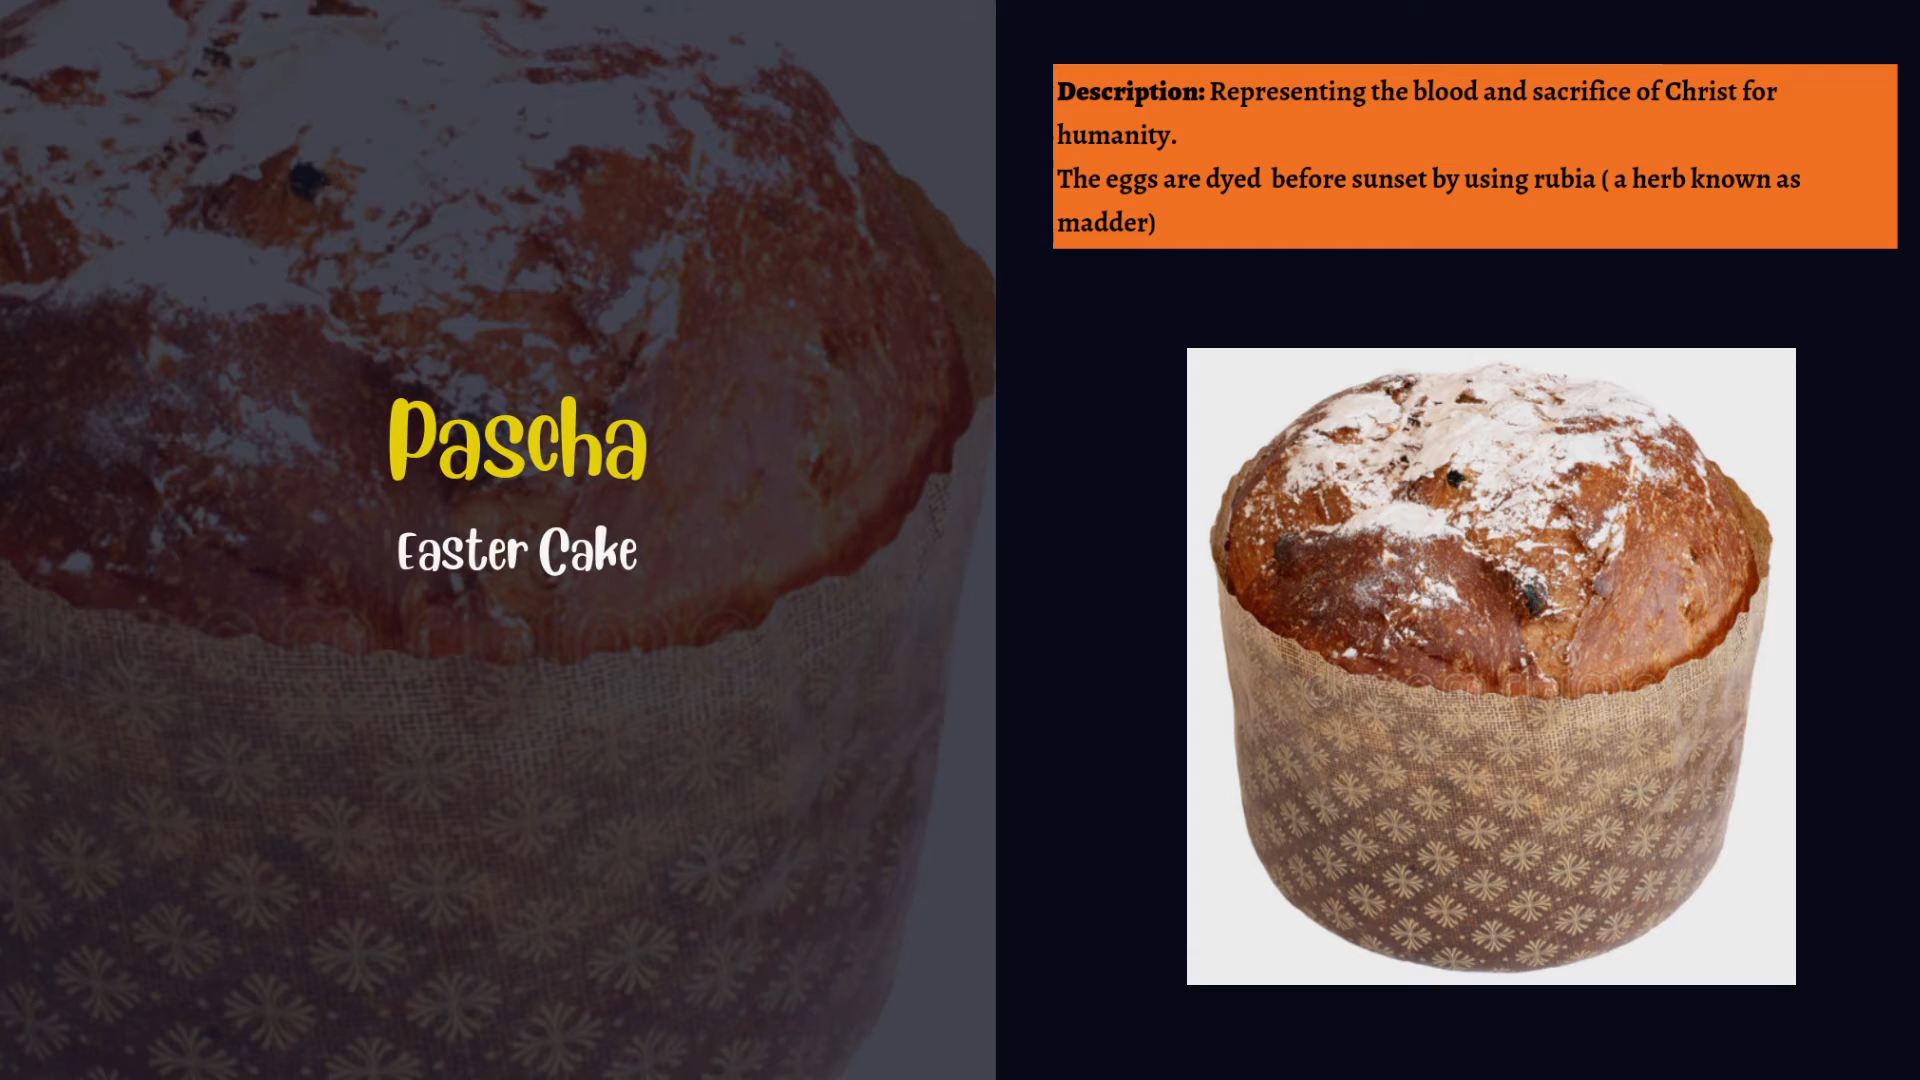 Pascha
Easter Cake
Description: Representing the blood and sacrifice of Christ for
humanity.
The eggs are dyed  before sunset by using rubia ( a herb known as
madder)